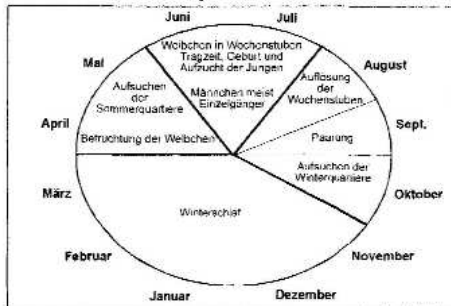 Juni
Juli
Weibchen in Wochenstuben
Tragzeit, Geburt und
Aufzucht der Jungen
Männchen meist
Einzelgänger
Mai
August
Aufsuchen
der
Sommerquartiere
Auflösung
der
Wochenstuben
April
Sept.
Befruchtung der Weibchen
Paarung
Aufsuchen der
Winterquartiere
März
Oktober
Winterschlaf
Februar
November
Januar
Dezember